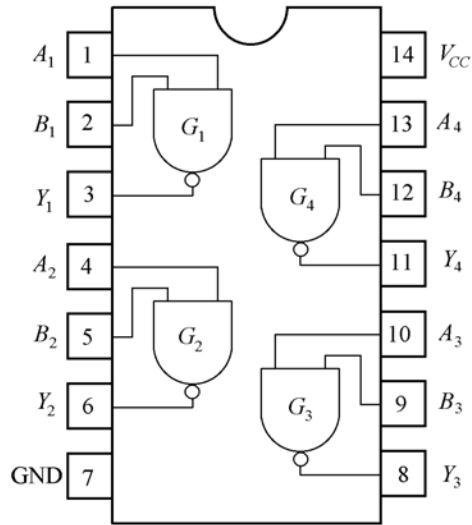 A₁ 1 14 V_CC
B₁ 2 G₁ 13 A₄
Y₁ 3 G₄ 12 B₄
A₂ 4 11 Y₄
B₂ 5 G₂ 10 A₃
Y₂ 6 G₃ 9 B₃
GND 7 8 Y₃